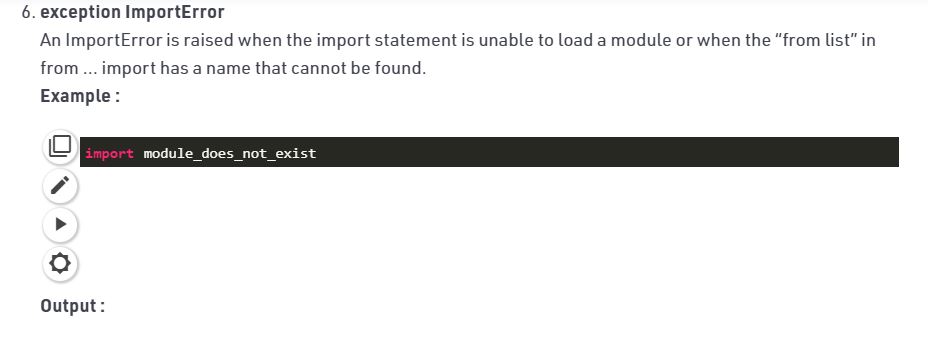 6. exception ImportError
An ImportError is raised when the import statement is unable to load a module or when the “from list” in
from ... import has a name that cannot be found.
Example :
import module_does_not_exist
Output :